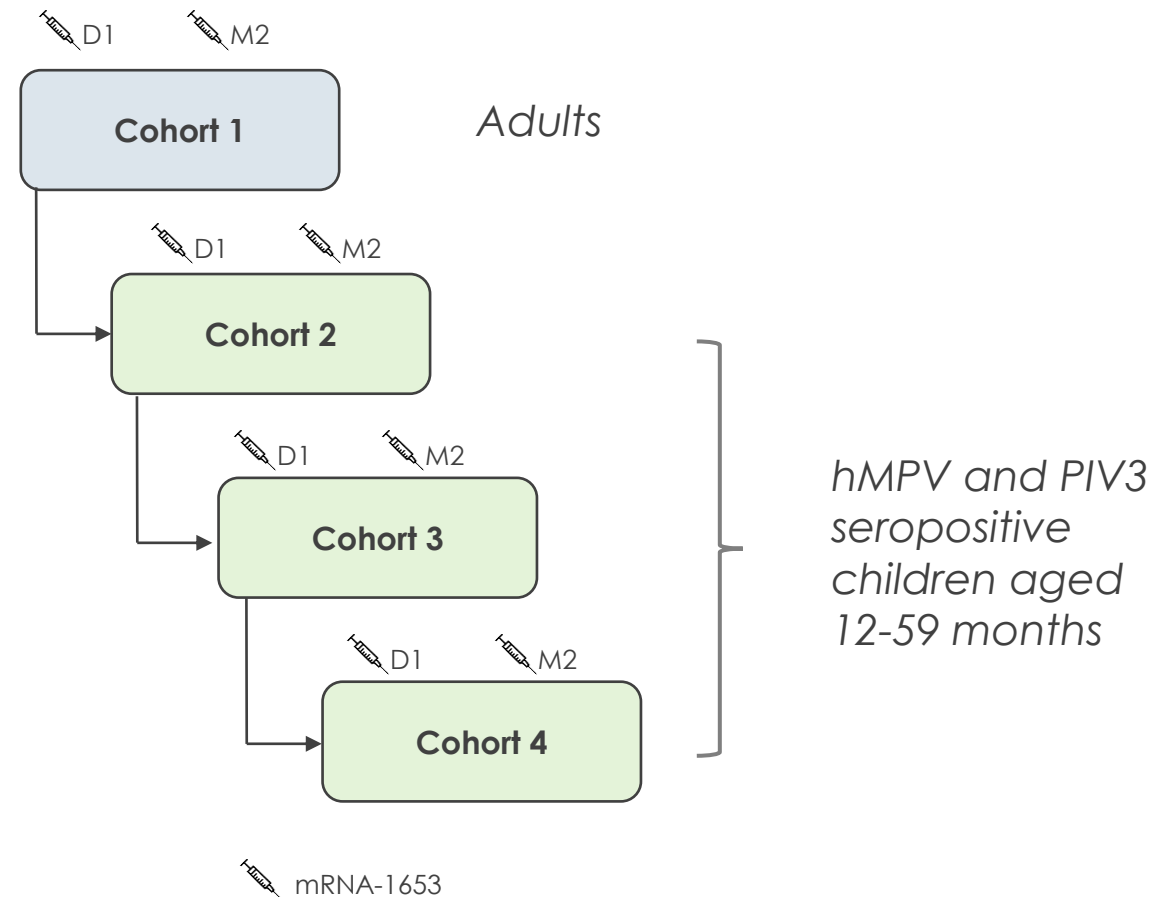 D1
M2
Cohort 1
Adults
D1
M2
Cohort 2
D1
M2
Cohort 3
hMPV and PIV3
seropositive
children aged
12-59 months
D1
M2
Cohort 4
mRNA-1653